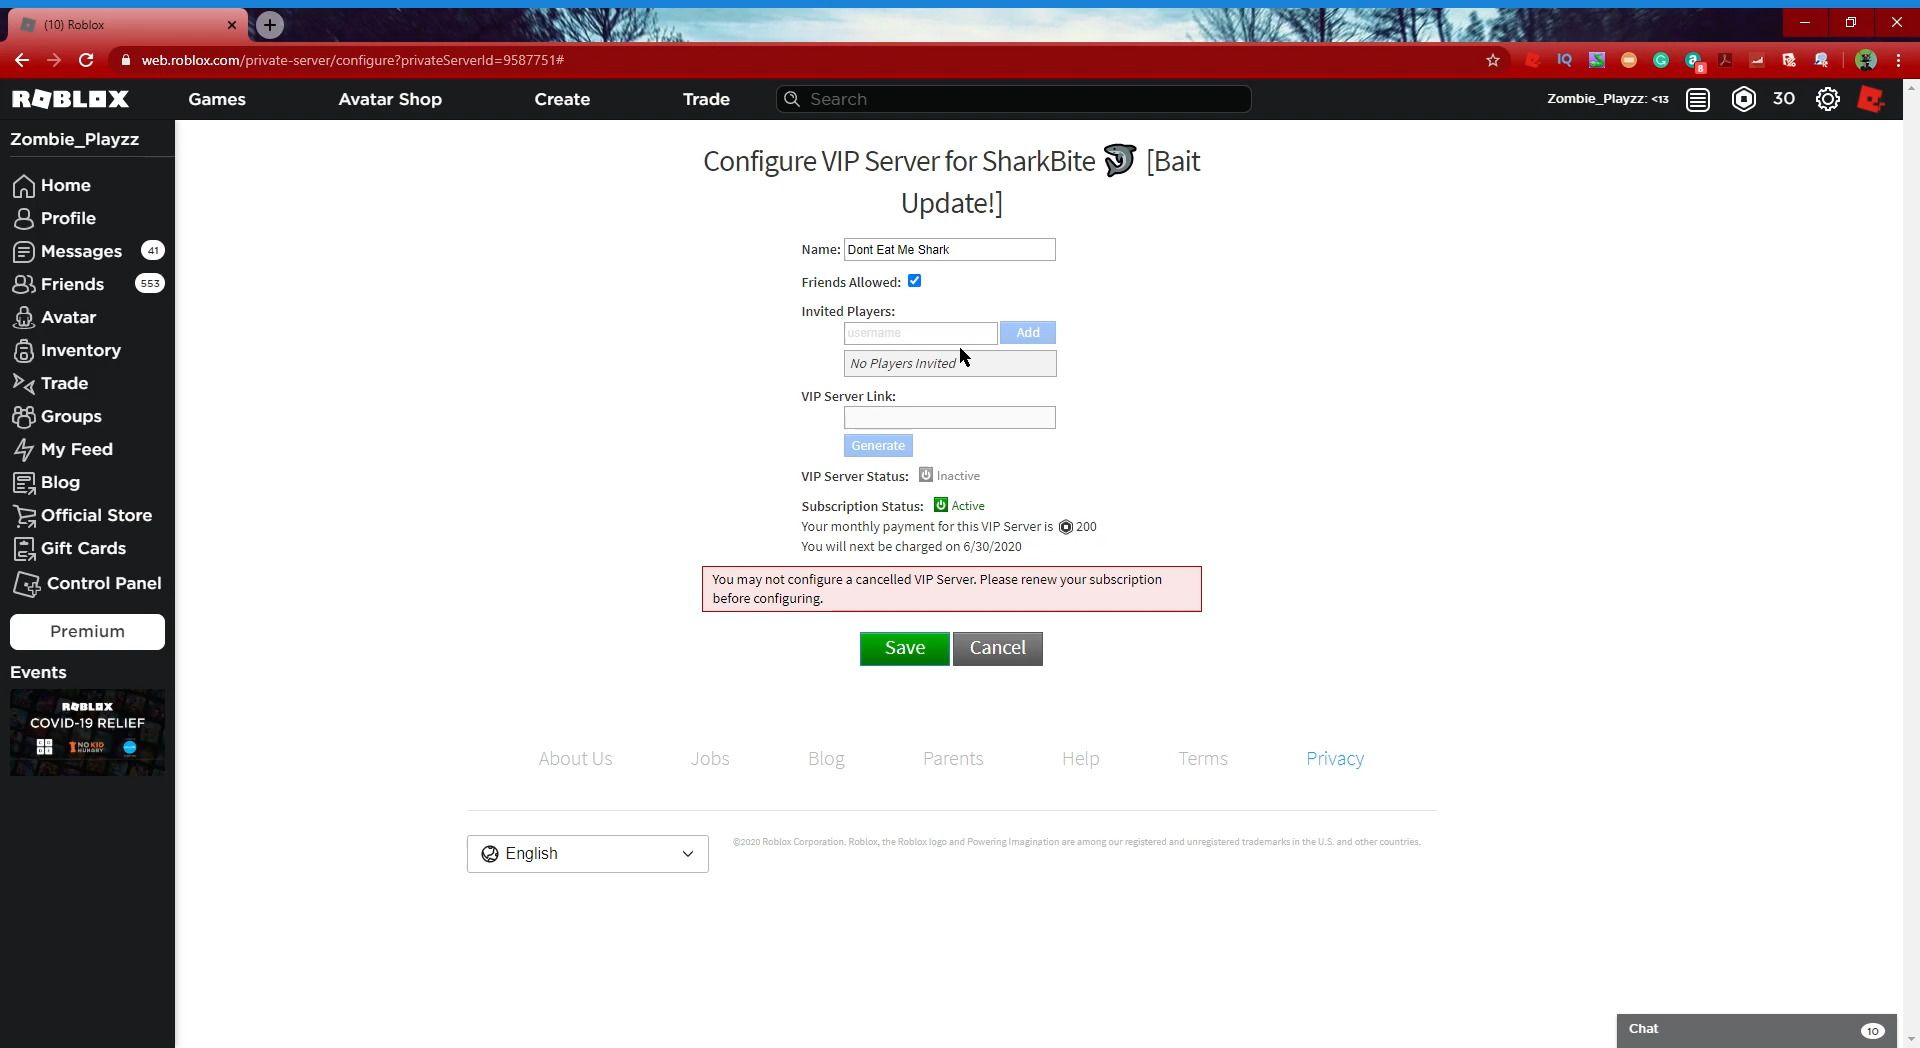 (10) Roblox
web.roblox.com/private-server/configure?privateServerId=9587751#
IQ
8
ROBLOX
Games
Avatar Shop
Create
Trade
Search
Zombie_Playzz: <13
30
Zombie_Playzz
Home
Profile
Messages 41
Friends 553
Avatar
Inventory
Trade
Groups
My Feed
Blog
Official Store
Gift Cards
Control Panel
Premium
Events
ROBLOX
COVID-19 RELIEF
NO KID
HUNGRY
Configure VIP Server for SharkBite [Bait
Update!]
Name: Dont Eat Me Shark
Friends Allowed:
Invited Players:
username Add
No Players Invited
VIP Server Link:
Generate
VIP Server Status: Inactive
Subscription Status: Active
Your monthly payment for this VIP Server is 200
You will next be charged on 6/30/2020
You may not configure a cancelled VIP Server. Please renew your subscription
before configuring.
Save Cancel
About Us Jobs Blog Parents Help Terms Privacy
English
©2020 Roblox Corporation. Roblox, the Roblox logo and Powering Imagination are among our registered and unregistered trademarks in the U.S. and other countries.
Chat 10